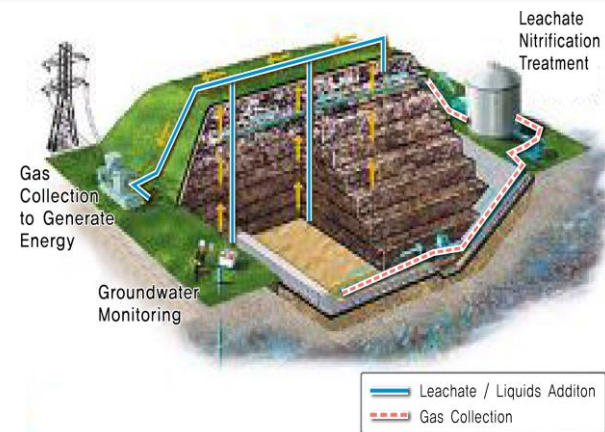 Leachate
Nitrification
Treatment
Gas
Collection
to Generate
Energy
Groundwater
Monitoring
Leachate / Liquids Additon
Gas Collection